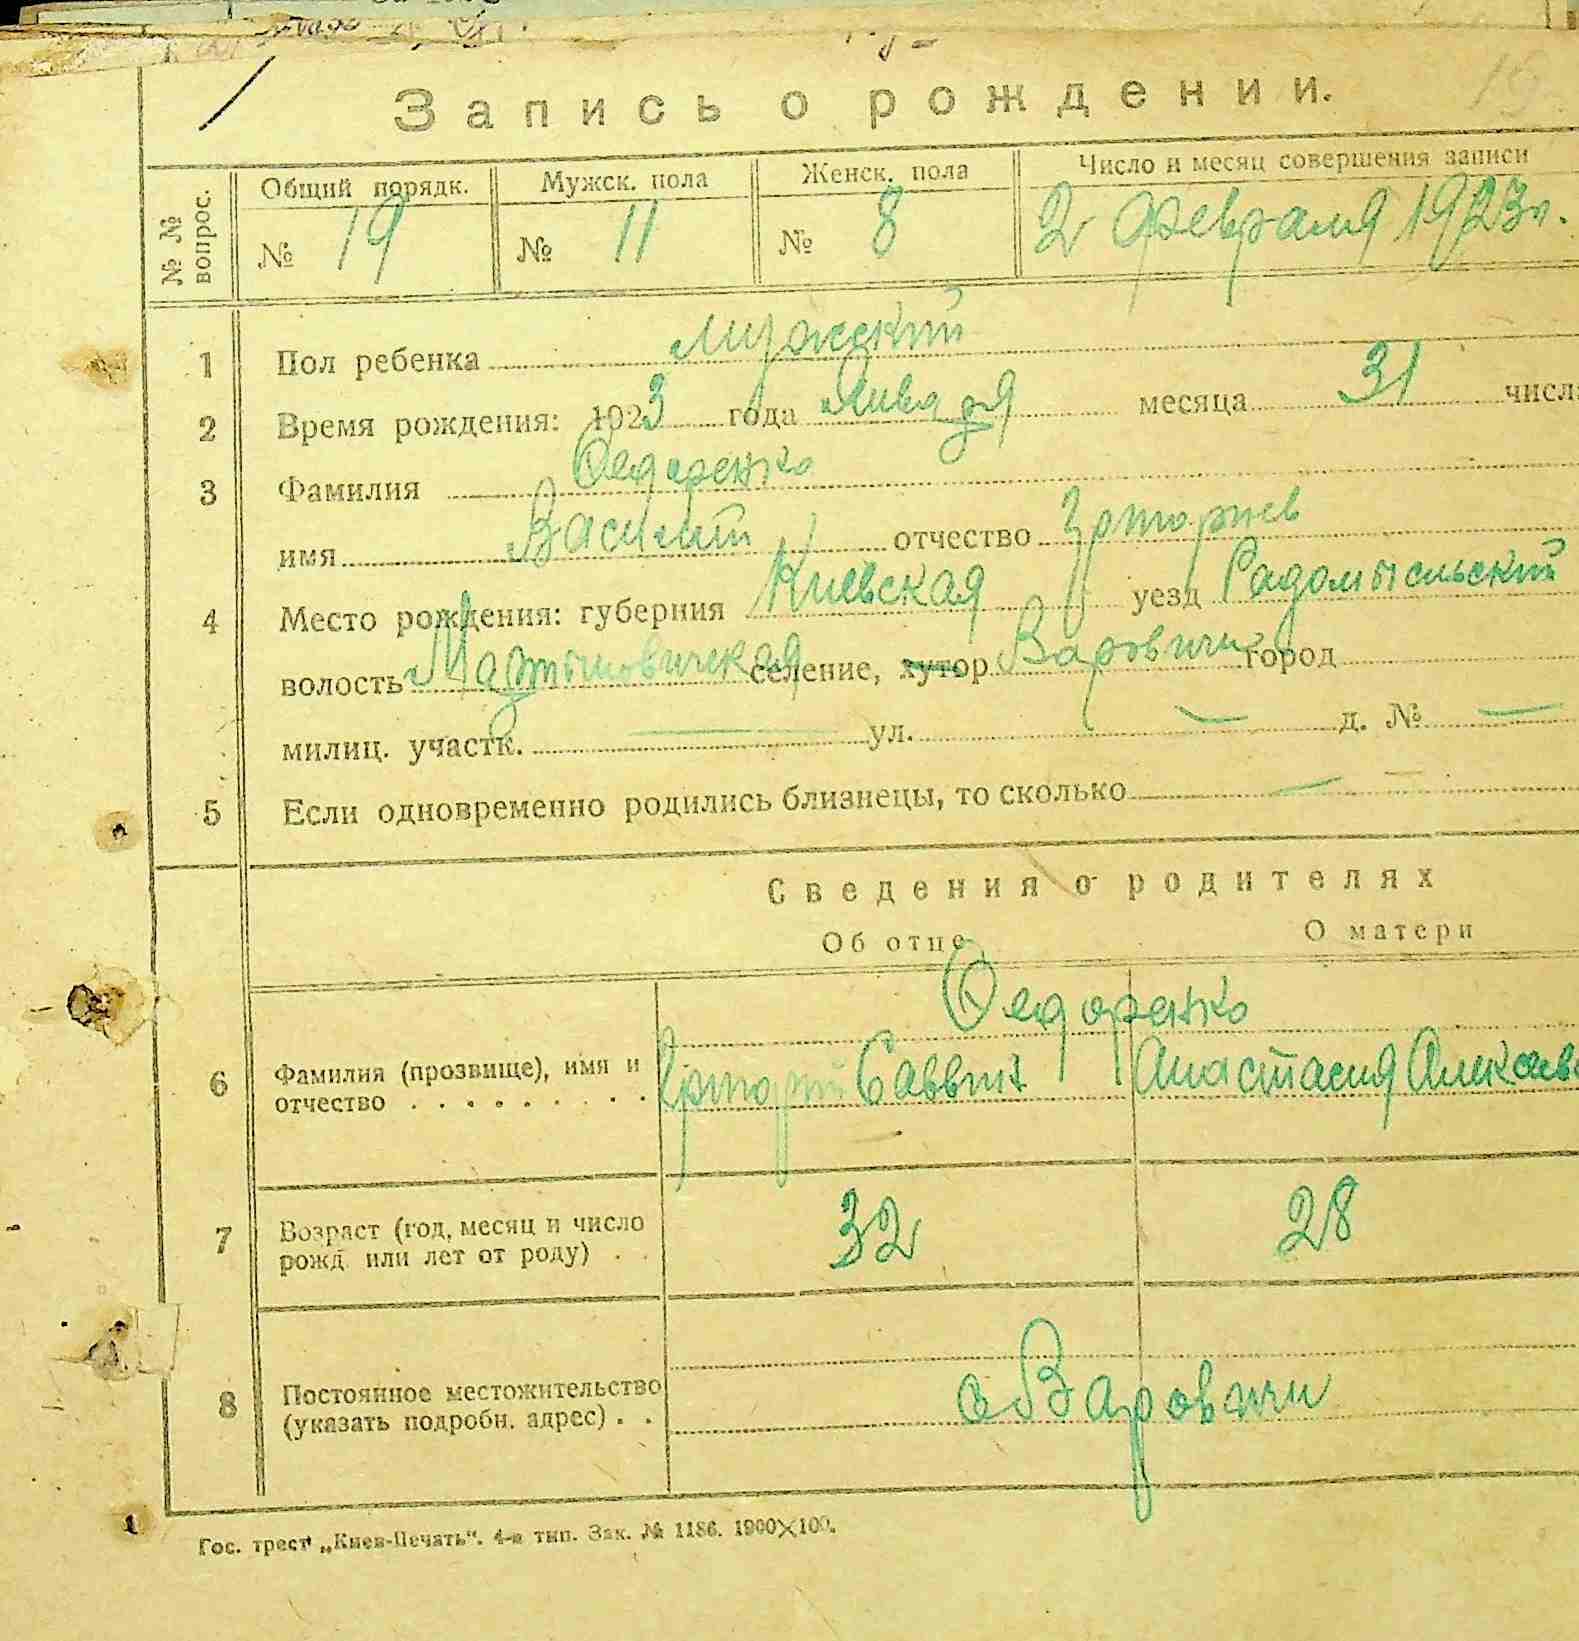 Запись о рождении.
№ № вопрос.
Общий порядк. Мужск. пола Женск. пола Число и месяц совершения записи
№ 19 № 11 № 8 2 февраля 1923 г.
1 Пол ребенка мужский
2 Время рождения: 1923 года Января месяца 31 числа
3 Фамилия Федоренко
имя Василий отчество Григориев
4 Место рождения: губерния Киевская уезд Радомысльский
волость Мартыновическая селение, хутор Варовичи город
милиц. участк. — ул. — д. № —
5 Если одновременно родились близнецы, то сколько —
Сведения о родителях
Об отце О матери
Федоренко
6 Фамилия (прозвище), имя и Григорий Саввич Анастасия
отчество . . . . . . . . .
7 Возраст (год, месяц и число 32 28
рожд. или лет от роду) . .
8 Постоянное местожительство с Варовичи
(указать подробн. адрес) . .
Гос. трест „Киев-Печать“. 4-я тип. Зак. № 1186. 1900×100.